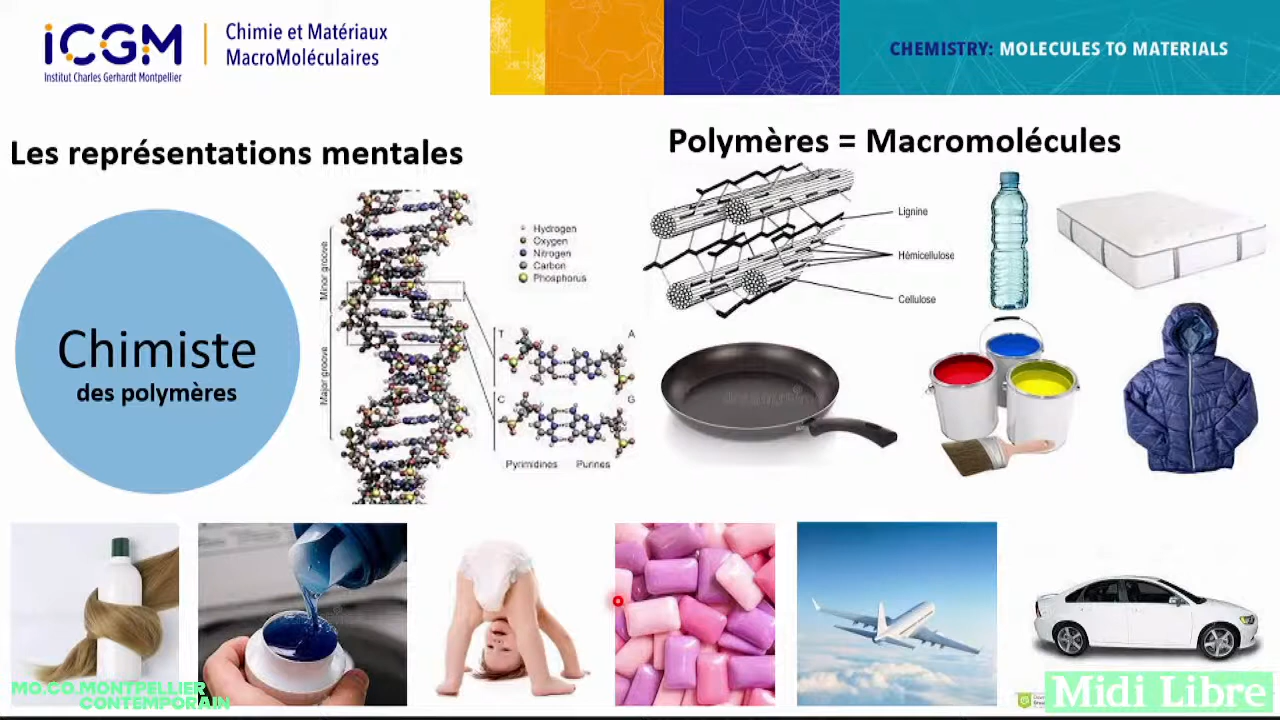 iCGM
Institut Charles Gerhardt Montpellier
Chimie et Matériaux
MacroMoléculaires
CHEMISTRY: MOLECULES TO MATERIALS
Les représentations mentales
Polymères = Macromolécules
Chimiste
des polymères
Minor groove
Major groove
Hydrogen
Oxygen
Nitrogen
Carbon
Phosphorus
T
A
C
G
Pyrimidines
Purines
Lignine
Hémicellulose
Cellulose
MO.CO.MONTPELLIER
CONTEMPORAIN
Midi Libre